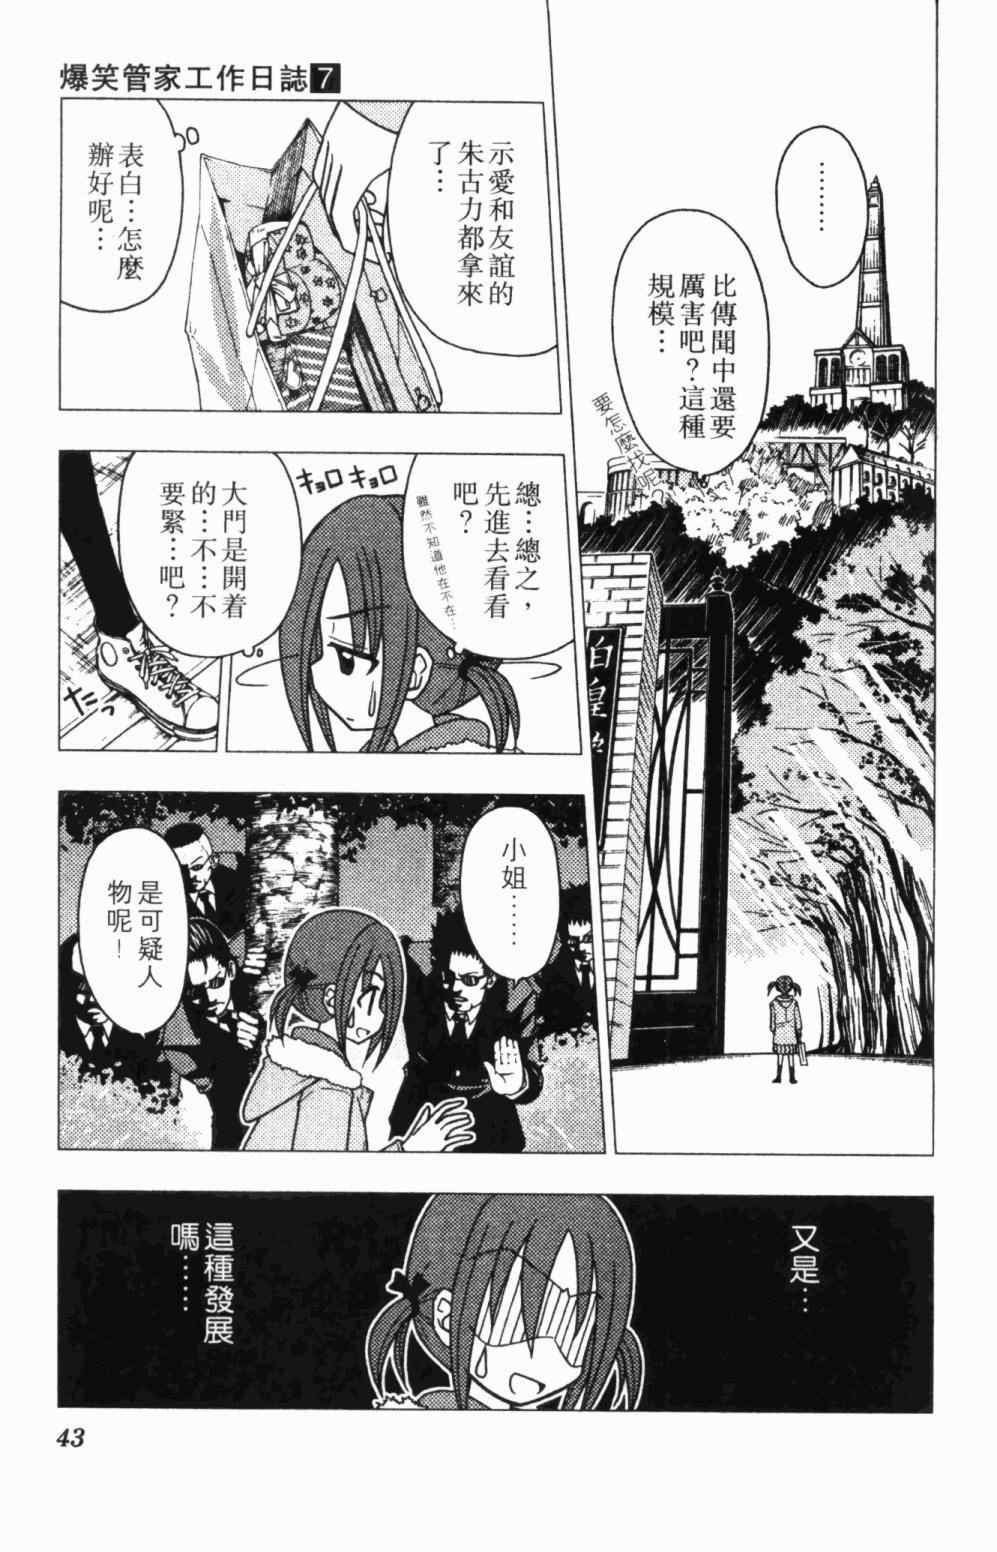 爆笑管家工作日誌7
………
比傳聞中還要
厲害吧？這種
規模…
要怎麼找呢？
白皇
示愛和友誼的
朱古力都拿來
了…
表白…怎麼
辦好呢…
總…總之，
先進去看看
吧？
雖然不知道他在不在…
キョロキョロ
大門是開着
的…不…不
要緊…吧？
たっ
小姐……
是可疑人
物呢！
又是…
這種發展
嗎……
43